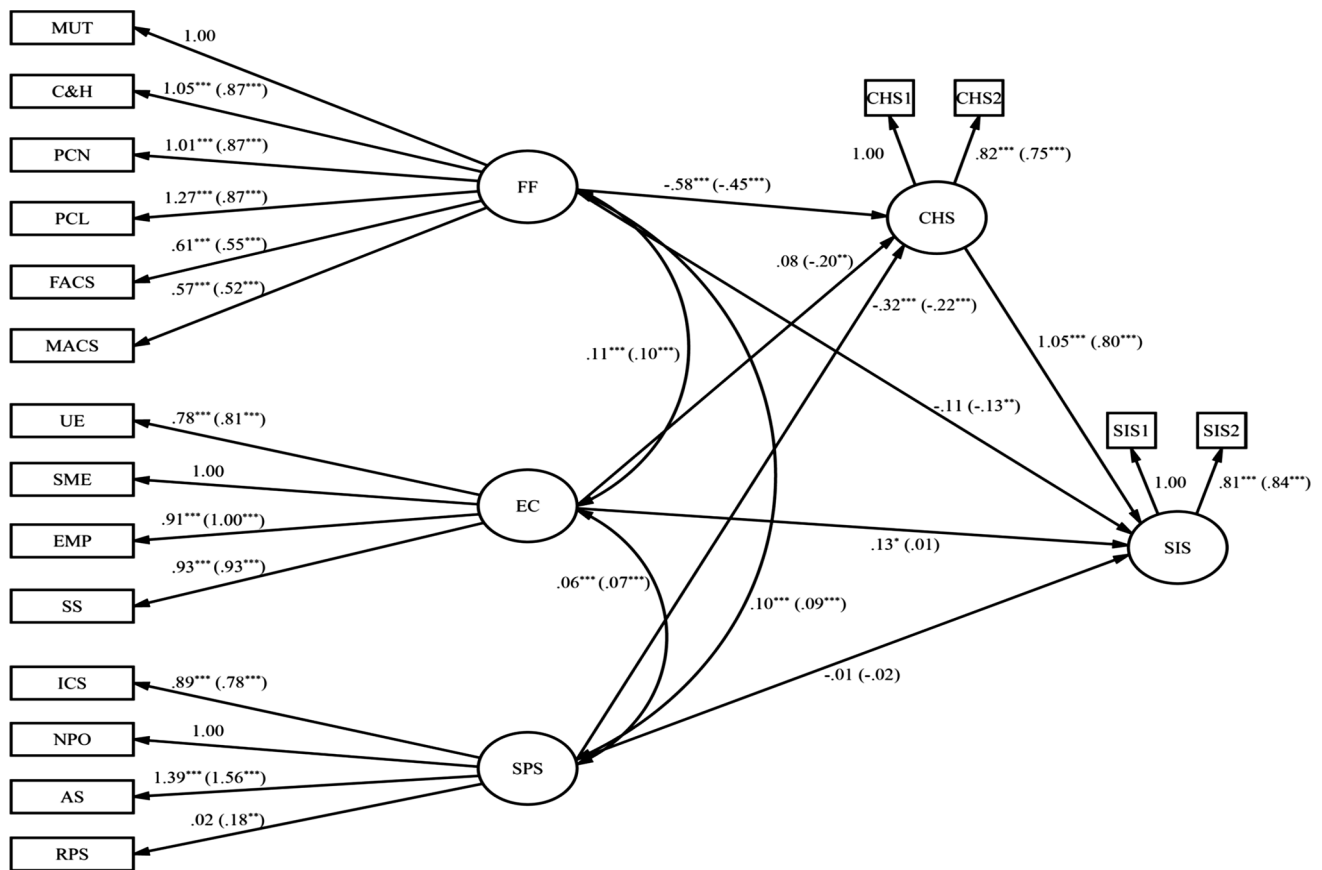 MUT
1.00
C&H
1.05*** (.87***)
PCN
1.01*** (.87***)
PCL
1.27*** (.87***)
FACS
.61*** (.55***)
MACS
.57*** (.52***)
FF
UE
.78*** (.81***)
SME
1.00
EMP
.91*** (1.00***)
SS
.93*** (.93***)
EC
ICS
.89*** (.78***)
NPO
1.00
AS
1.39*** (1.56***)
RPS
.02 (.18**)
SPS
.11*** (.10***)
.06*** (.07***)
.10*** (.09***)
-.58*** (-.45***)
.08 (-.20**)
-.32*** (-.22***)
-.11 (-.13**)
.13* (.01)
-.01 (-.02)
CHS1
CHS2
1.00
.82*** (.75***)
CHS
1.05*** (.80***)
SIS1
SIS2
1.00
.81*** (.84***)
SIS